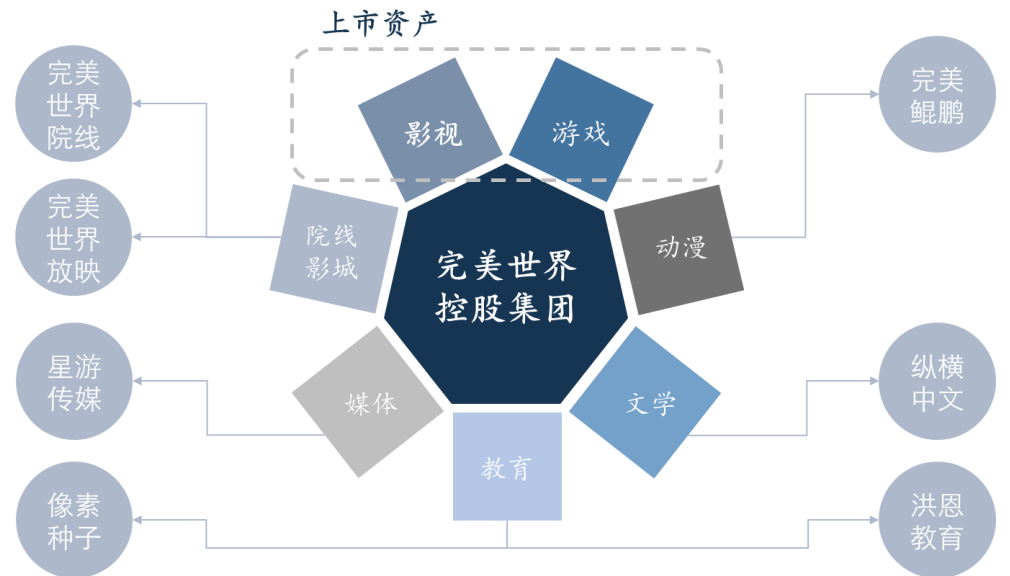 上市资产
完美
世界
院线
影视
游戏
完美
鲲鹏
完美
世界
放映
院线
影城
完美世界
控股集团
动漫
星游
传媒
媒体
文学
纵横
中文
像素
种子
教育
洪恩
教育